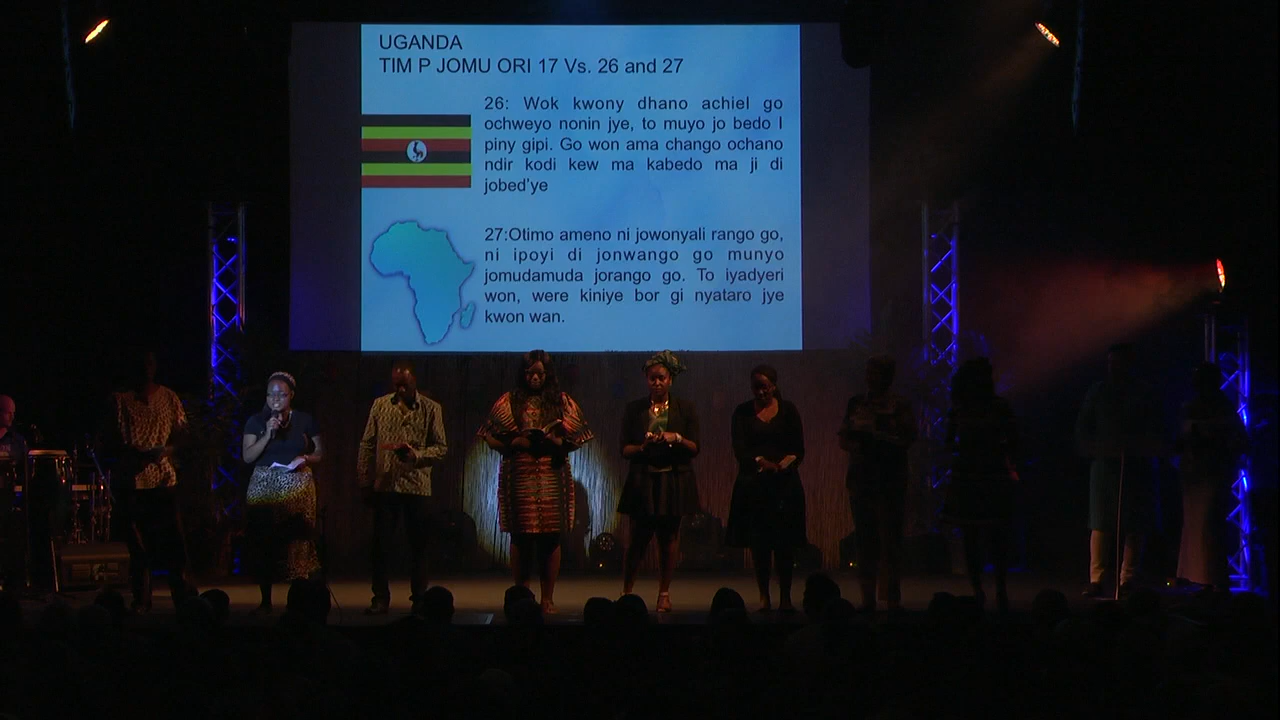 UGANDA
TIM P JOMU ORI 17 Vs. 26 and 27
26: Wok kwony dhano achiel go
ochweyo nonin jye, to muyo jo bedo I
piny gipi. Go won ama chango ochano
ndir kodi kew ma kabedo ma ji di
jobed'ye
27:Otimo ameno ni jowonyali rango go,
ni ipoyi di jonwango go munyo
jomudamuda jorango go. To iyadyeri
won, were kiniye bor gi nyataro jye
kwon wan.